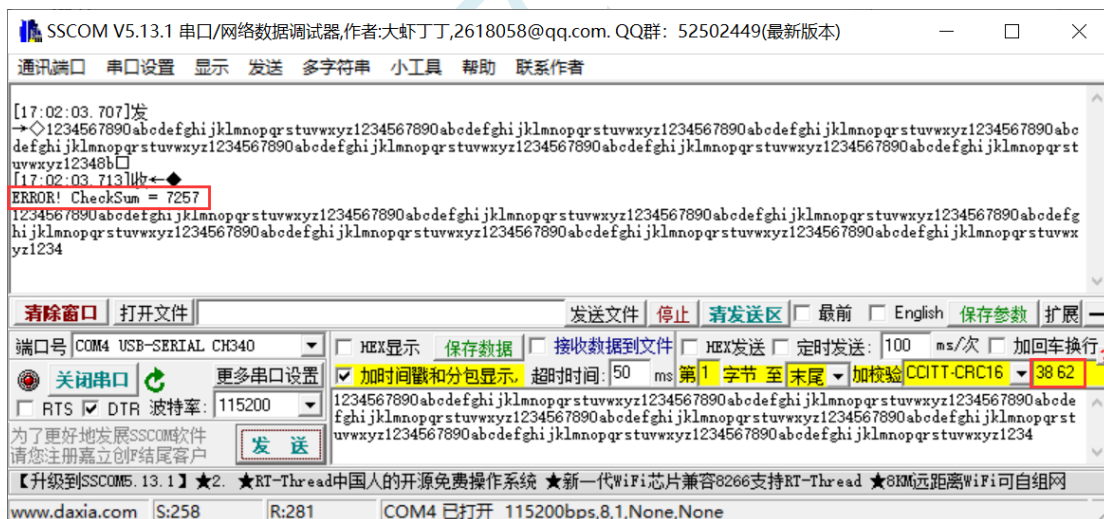 SSCOM V5.13.1 串口/网络数据调试器,作者:大虾丁丁,2618058@qq.com. QQ群：52502449(最新版本)
通讯端口 串口设置 显示 发送 多字符串 小工具 帮助 联系作者
[17:02:03.707]发
→◇1234567890abcdefghijklmnopqrstuvwxyz1234567890abcdefghijklmnopqrstuvwxyz1234567890abcdefghijklmnopqrstuvwxyz1234567890abc
defghijklmnopqrstuvwxyz1234567890abcdefghijklmnopqrstuvwxyz1234567890abcdefghijklmnopqrstuvwxyz1234567890abcdefghijklmnopqrst
uvwxyz12348b□
[17:02:03.713]收←◆
ERROR! CheckSum = 7257
1234567890abcdefghijklmnopqrstuvwxyz1234567890abcdefghijklmnopqrstuvwxyz1234567890abcdefghijklmnopqrstuvwxyz1234567890abcdefg
hijklmnopqrstuvwxyz1234567890abcdefghijklmnopqrstuvwxyz1234567890abcdefghijklmnopqrstuvwxyz1234567890abcdefghijklmnopqrstuvwx
yz1234
清除窗口 打开文件 发送文件 停止 清发送区 最前 English 保存参数 扩展
端口号 COM4 USB-SERIAL CH340 HEX显示 保存数据 接收数据到文件 HEX发送 定时发送: 100 ms/次 加回车换行
关闭串口 更多串口设置 加时间戳和分包显示, 超时时间: 50 ms 第 1 字节 至 末尾 加校验 CCITT-CRC16 38 62
RTS DTR 波特率: 115200
1234567890abcdefghijklmnopqrstuvwxyz1234567890abcdefghijklmnopqrstuvwxyz1234567890abcdefghijklmnopqrstuvwxyz1234567890abcde
fghijklmnopqrstuvwxyz1234567890abcdefghijklmnopqrstuvwxyz1234567890abcdefghijklmnopqrstuvwxyz1234567890abcdefghijklmnopqrst
uvwxyz1234567890abcdefghijklmnopqrstuvwxyz1234567890abcdefghijklmnopqrstuvwxyz1234
为了更好地发展SSCOM软件
请您注册嘉立创F结尾客户
发 送
【升级到SSCOM5.13.1】★2. ★RT-Thread中国人的开源免费操作系统 ★新一代WiFi芯片兼容8266支持RT-Thread ★8KM远距离WiFi可自组网
www.daxia.com S:258 R:281 COM4 已打开 115200bps,8,1,None,None